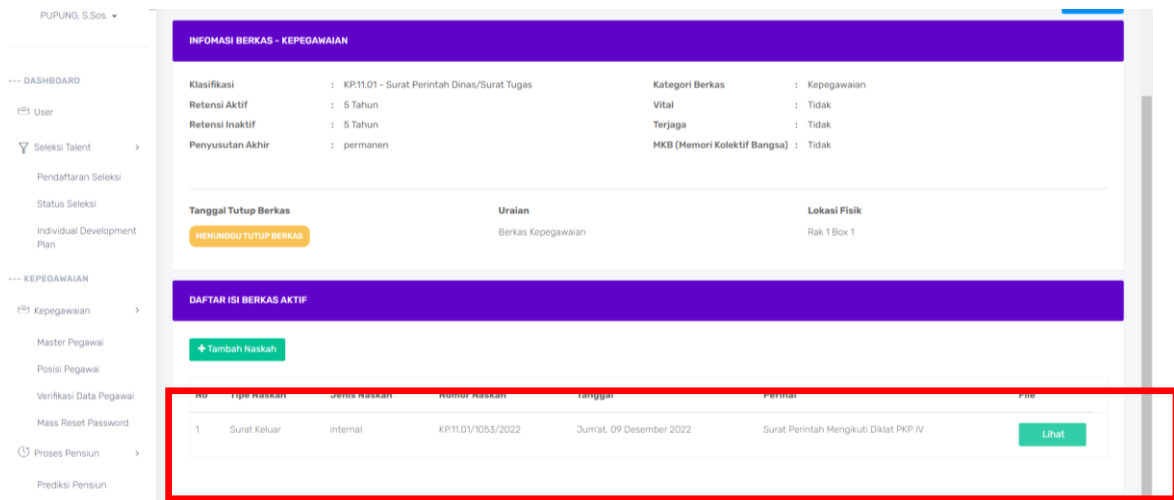 PUPUNG, S.Sos.
--- DASHBOARD
User
Seleksi Talent
Pendaftaran Seleksi
Status Seleksi
Individual Development
Plan
--- KEPEGAWAIAN
Kepegawaian
Master Pegawai
Posisi Pegawai
Verifikasi Data Pegawai
Mass Reset Password
Proses Pensiun
Prediksi Pensiun
INFOMASI BERKAS - KEPEGAWAIAN
Klasifikasi : KP.11.01 - Surat Perintah Dinas/Surat Tugas Kategori Berkas : Kepegawaian
Retensi Aktif : 5 Tahun Vital : Tidak
Retensi Inaktif : 5 Tahun Terjaga : Tidak
Penyusutan Akhir : permanen MKB (Memori Kolektif Bangsa) : Tidak
Tanggal Tutup Berkas Uraian Lokasi Fisik
MENUNGGU TUTUP BERKAS Berkas Kepegawaian Rak 1 Box 1
DAFTAR ISI BERKAS AKTIF
+ Tambah Naskah
No Tipe Naskah Jenis Naskah Nomor Naskah Tanggal Perihal File
1 Surat Keluar internal KP.11.01/1053/2022 Jum'at, 09 Desember 2022 Surat Perintah Mengikuti Diklat PKP IV Lihat